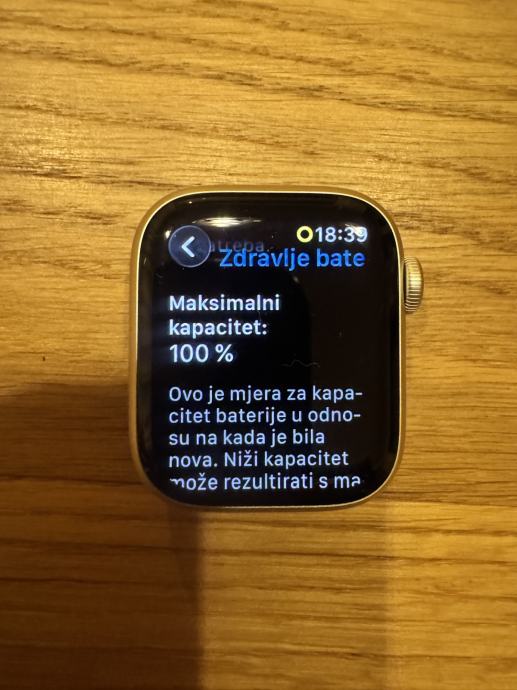 18:39
Zdravlje bate
Maksimalni
kapacitet:
100 %
Ovo je mjera za kapa-
citet baterije u odno-
su na kada je bila
nova. Niži kapacitet
može rezultirati s ma